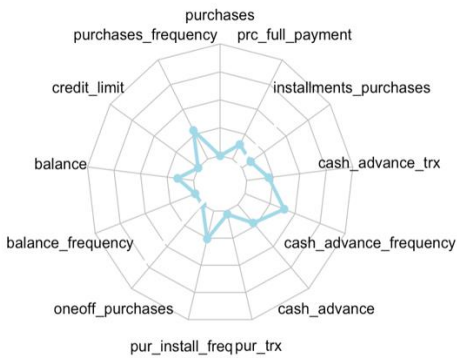 purchases
purchases_frequency prc_full_payment
credit_limit installments_purchases
balance cash_advance_trx
balance_frequency cash_advance_frequency
oneoff_purchases cash_advance
pur_install_freq pur_trx